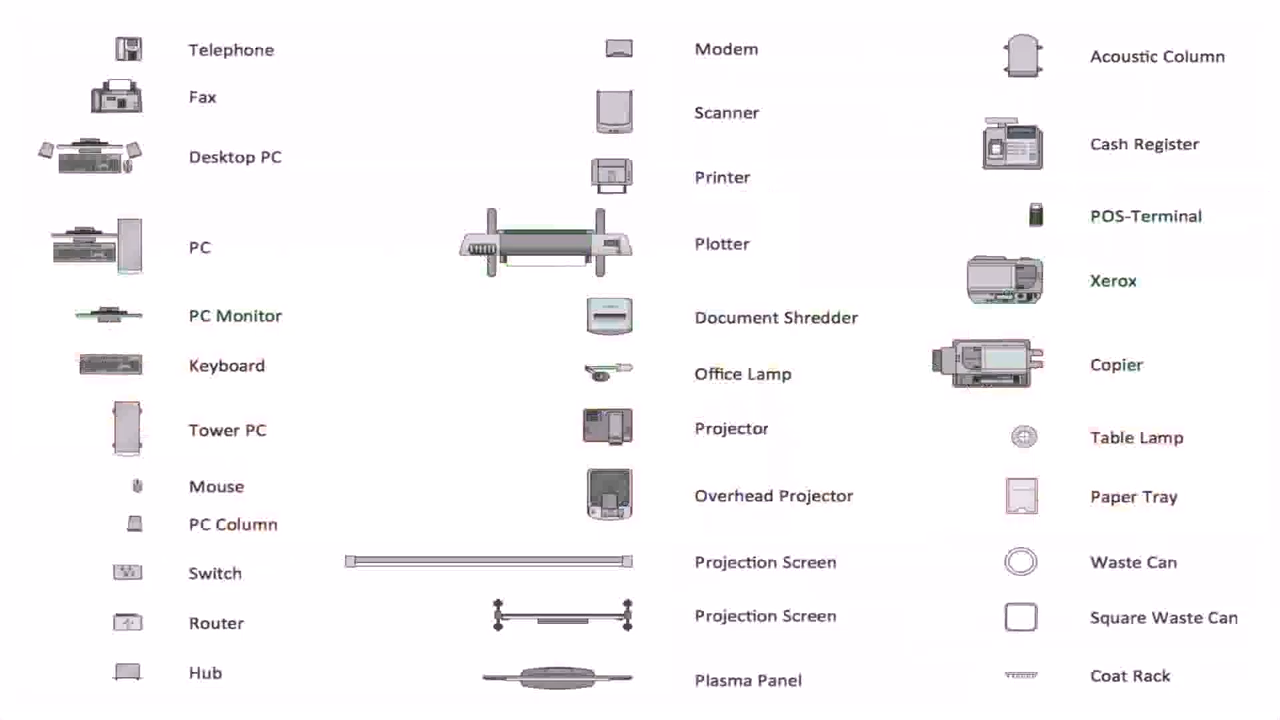 Telephone
Fax
Desktop PC
PC
PC Monitor
Keyboard
Tower PC
Mouse
PC Column
Switch
Router
Hub
Modem
Scanner
Printer
Plotter
Document Shredder
Office Lamp
Projector
Overhead Projector
Projection Screen
Projection Screen
Plasma Panel
Acoustic Column
Cash Register
POS-Terminal
Xerox
Copier
Table Lamp
Paper Tray
Waste Can
Square Waste Can
Coat Rack